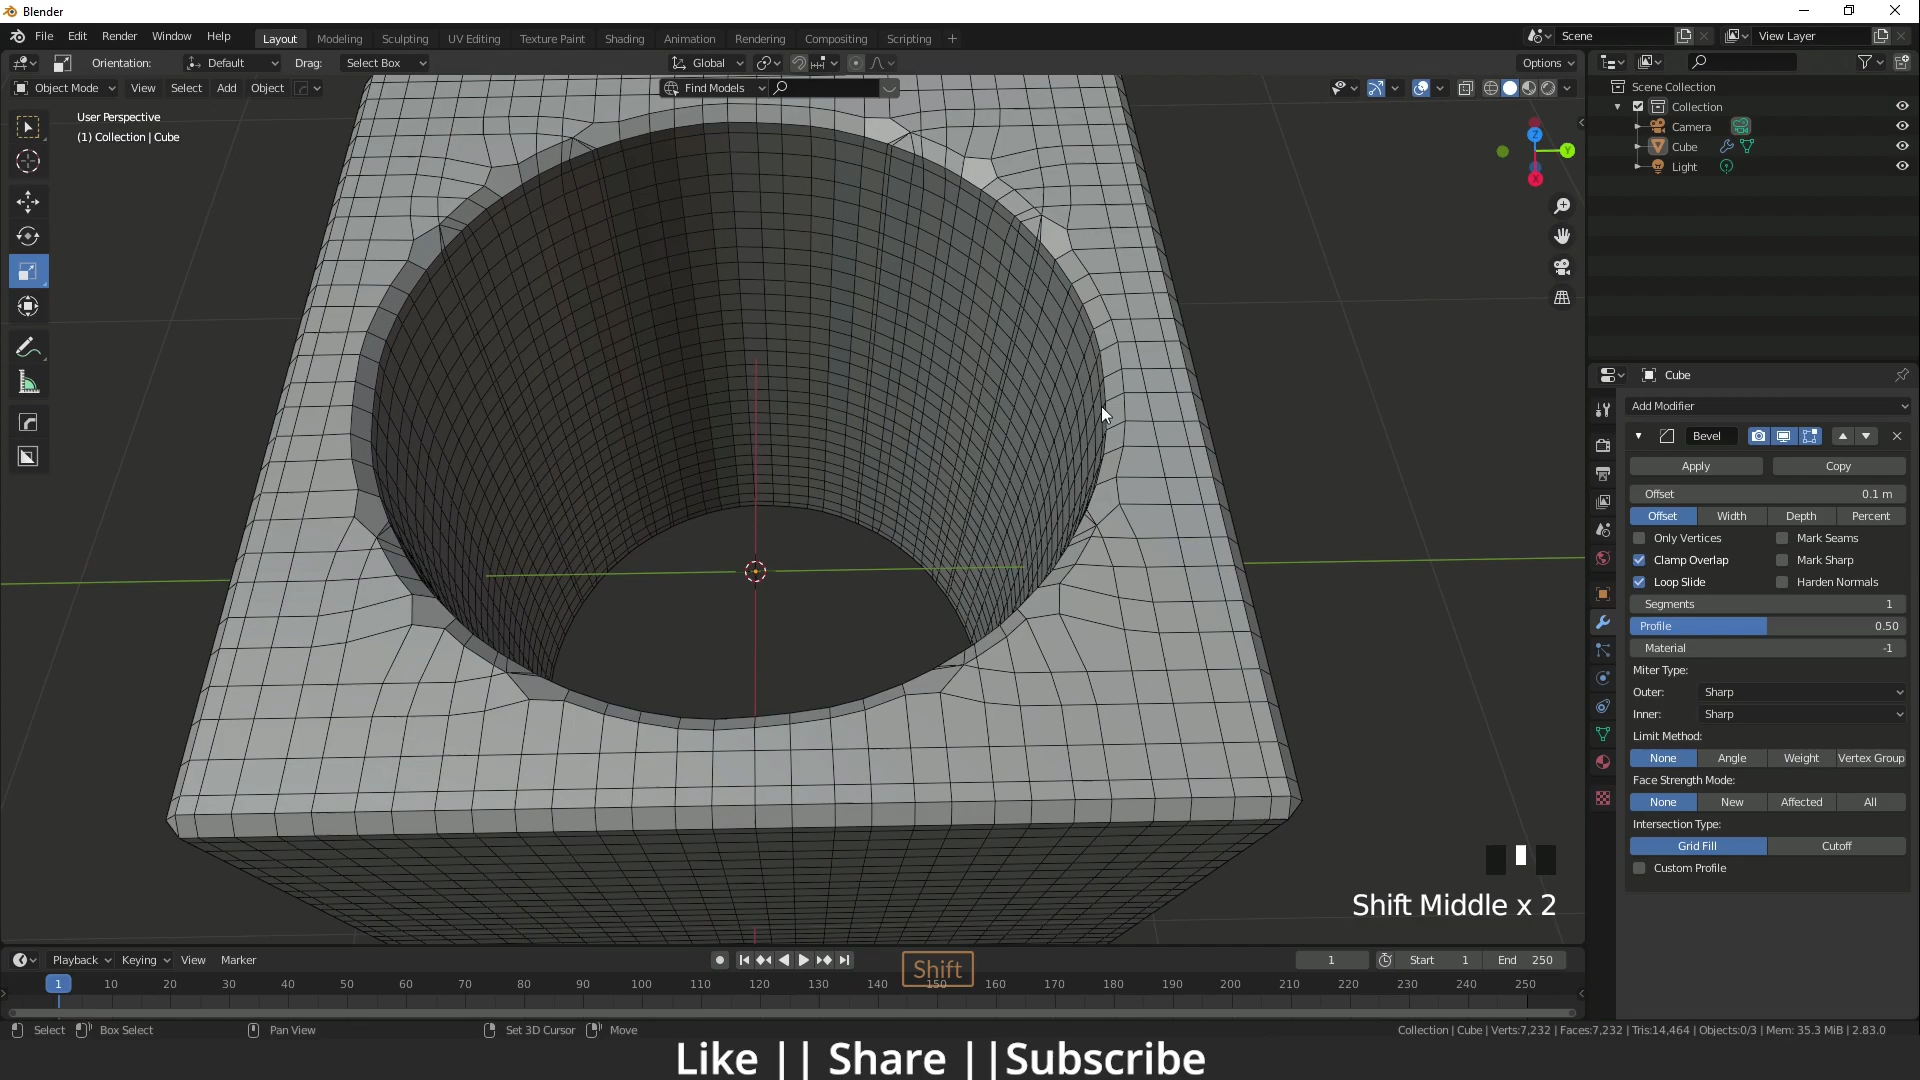 Blender
File Edit Render Window Help
Layout Modeling Sculpting UV Editing Texture Paint Shading Animation Rendering Compositing Scripting +
Scene
View Layer
Orientation: Default Drag: Select Box Global Options
Object Mode View Select Add Object Find Models
User Perspective
(1) Collection | Cube
Z
Y
X
Scene Collection
Collection
Camera
Cube
Light
Cube
Add Modifier
Bevel
Apply Copy
Offset 0.1 m
Offset Width Depth Percent
Only Vertices Mark Seams
Clamp Overlap Mark Sharp
Loop Slide Harden Normals
Segments 1
Profile 0.50
Material -1
Miter Type:
Outer: Sharp
Inner: Sharp
Limit Method:
None Angle Weight Vertex Group
Face Strength Mode:
None New Affected All
Intersection Type:
Grid Fill Cutoff
Custom Profile
Shift Middle x 2
Playback Keying View Marker
Shift
1 Start 1 End 250
1 10 20 30 40 50 60 70 80 90 100 110 120 130 140 150 160 170 180 190 200 210 220 230 240 250
Select Box Select Pan View Set 3D Cursor Move
Collection | Cube | Verts:7,232 | Faces:7,232 | Tris:14,464 | Objects:0/3 | Mem: 35.3 MiB | 2.83.0
Like || Share ||Subscribe